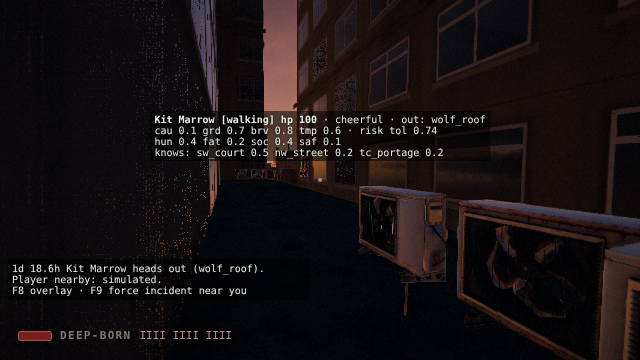 Kit Marrow [walking] hp 100 · cheerful · out: wolf_roof
cau 0.1 grd 0.7 brv 0.8 tmp 0.6 · risk tol 0.74
hun 0.4 fat 0.2 soc 0.4 saf 0.1
knows: sw_court 0.5 nw_street 0.2 tc_portage 0.2
1d 18.6h Kit Marrow heads out (wolf_roof).
Player nearby: simulated.
F8 overlay · F9 force incident near you
DEEP-BORN IIII IIII IIII